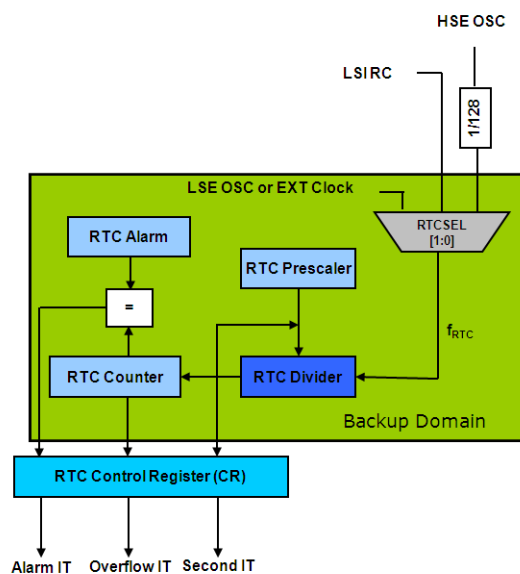 HSE OSC
LSI RC
1/128
LSE OSC or EXT Clock
RTCSEL
[1:0]
RTC Alarm
RTC Prescaler
=
fRTC
RTC Counter
RTC Divider
Backup Domain
RTC Control Register (CR)
Alarm IT
Overflow IT
Second IT